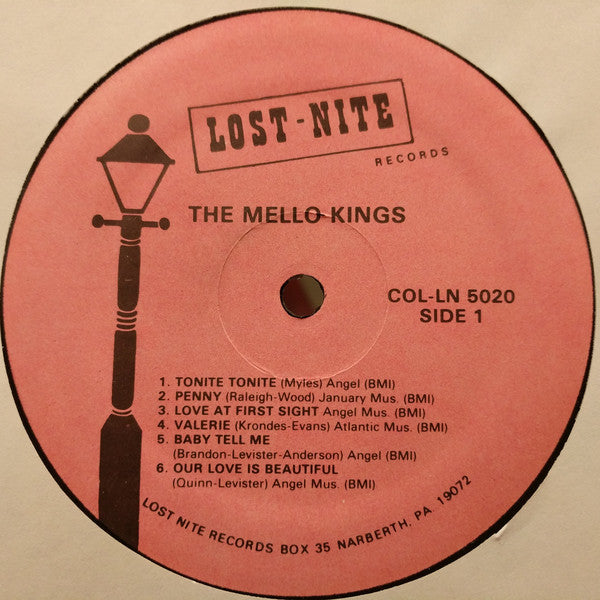 LOST-NITE
RECORDS
THE MELLO-KINGS
COL-LN 5020
SIDE 1
1. TONITE TONITE (Myles) Angel (BMI)
2. PENNY (Raleigh-Wood) January Mus. (BMI)
3. LOVE AT FIRST SIGHT Angel Mus. (BMI)
4. VALERIE (Krondes-Evans) Atlantic Mus. (BMI)
5. BABY TELL ME
(Brandon-Levister-Anderson) Angel (BMI)
6. OUR LOVE IS BEAUTIFUL
(Quinn-Levister) Angel Mus. (BMI)
LOST NITE RECORDS BOX 35 NARBERTH, PA. 19072